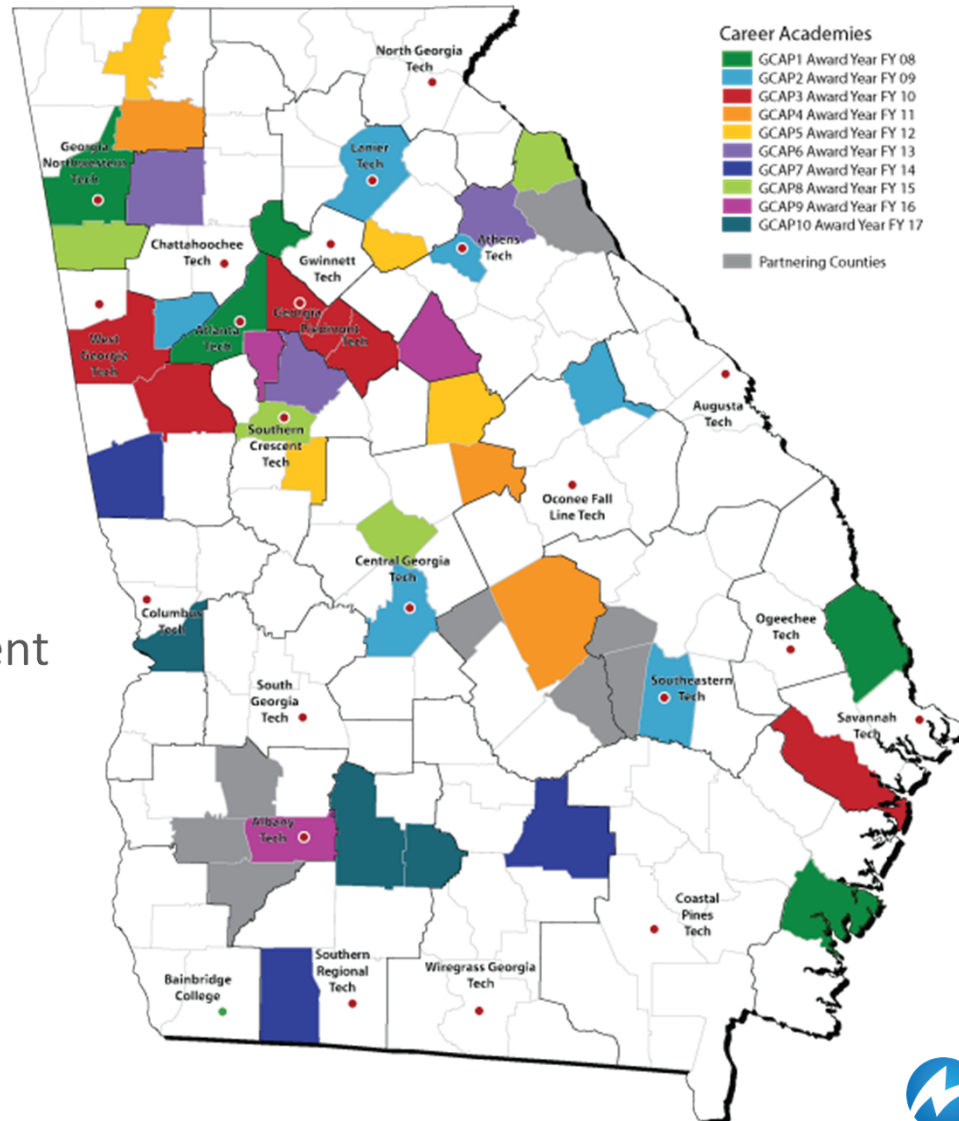 North Georgia
Tech
Career Academies
GCAP1 Award Year FY 08
GCAP2 Award Year FY 09
GCAP3 Award Year FY 10
GCAP4 Award Year FY 11
GCAP5 Award Year FY 12
GCAP6 Award Year FY 13
GCAP7 Award Year FY 14
GCAP8 Award Year FY 15
GCAP9 Award Year FY 16
GCAP10 Award Year FY 17
Partnering Counties
Georgia
Northwestern
Tech
Lanier
Tech
Chattahoochee
Tech
Gwinnett
Tech
Athens
Tech
West
Georgia
Tech
Atlanta
Tech
Georgia
Piedmont
Tech
Augusta
Tech
Southern
Crescent
Tech
Oconee Fall
Line Tech
Central Georgia
Tech
Columbus
Tech
ent
Ogeechee
Tech
South
Georgia
Tech
Southeastern
Tech
Savannah
Tech
Albany
Tech
Coastal
Pines
Tech
Bainbridge
College
Southern
Regional
Tech
Wiregrass Georgia
Tech